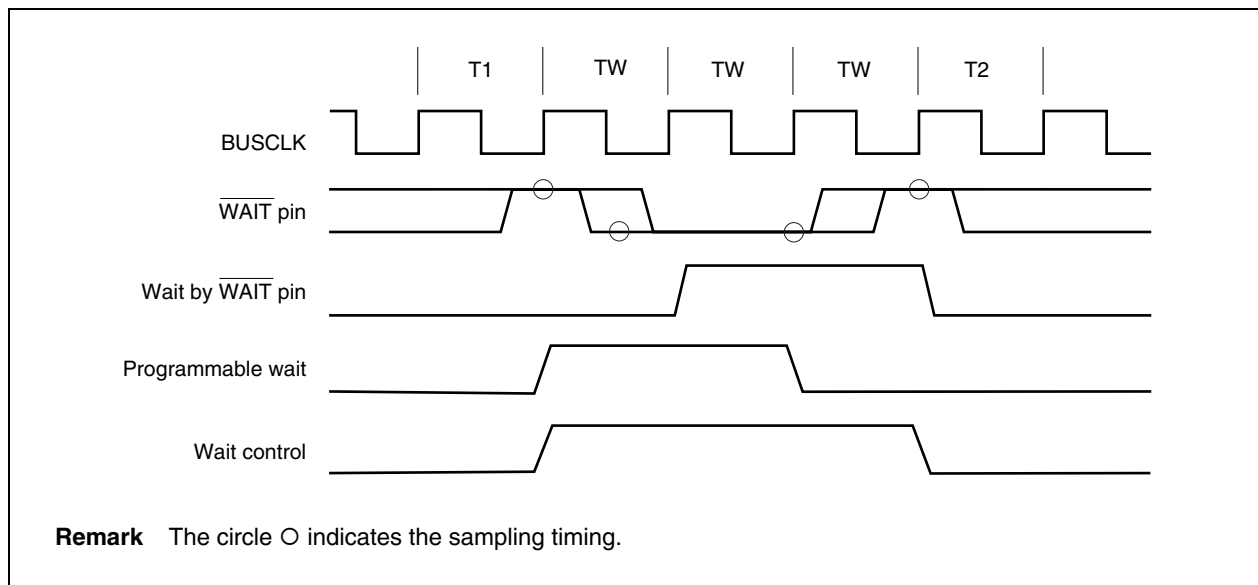 T1 TW TW TW T2
BUSCLK
WAIT pin
Wait by WAIT pin
Programmable wait
Wait control
Remark The circle ○ indicates the sampling timing.